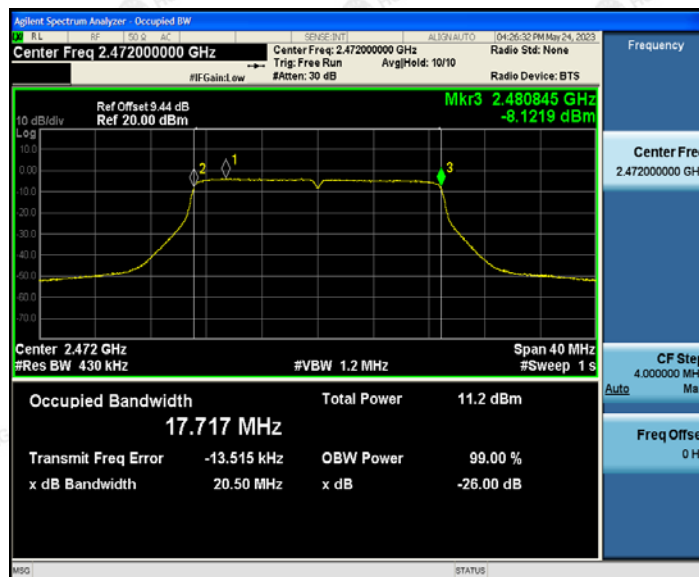 Agilent Spectrum Analyzer - Occupied BW
RL RF 50 Ω AC SENSE:INT ALIGN AUTO 04:26:32 PM May 24, 2023
Center Freq 2.472000000 GHz
Center Freq: 2.472000000 GHz
Radio Std: None
Trig: Free Run Avg|Hold: 10/10
#IFGain:Low #Atten: 30 dB Radio Device: BTS
Frequency
Ref Offset 9.44 dB
10 dB/div Ref 20.00 dBm
Mkr3 2.480845 GHz
-8.1219 dBm
Log
10.0
0.00
-10.0
-20.0
-30.0
-40.0
-50.0
-60.0
-70.0
1
2
3
Center 2.472 GHz Span 40 MHz
#Res BW 430 kHz #VBW 1.2 MHz #Sweep 1 s
Center Fre
2.472000000 GH
CF Step
4.000000 MH
Auto Ma
Freq Offse
0 H
Occupied Bandwidth Total Power 11.2 dBm
17.717 MHz
Transmit Freq Error -13.515 kHz OBW Power 99.00 %
x dB Bandwidth 20.50 MHz x dB -26.00 dB
MSG STATUS